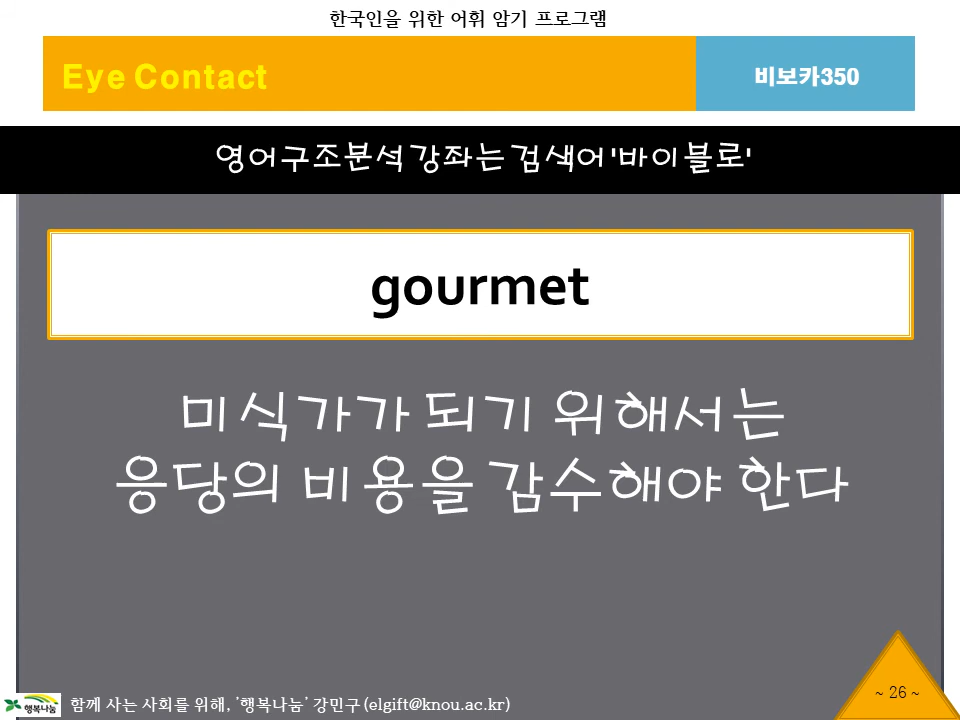 한국인을 위한 어휘 암기 프로그램
Eye Contact
비보카350
영어구조분석 강좌는 검색어 '바이블로'
gourmet
미식가가 되기 위해서는
응당의 비용을 감수해야 한다
~ 26 ~
행복나눔
함께 사는 사회를 위해, '행복나눔' 강민구 (elgift@knou.ac.kr)